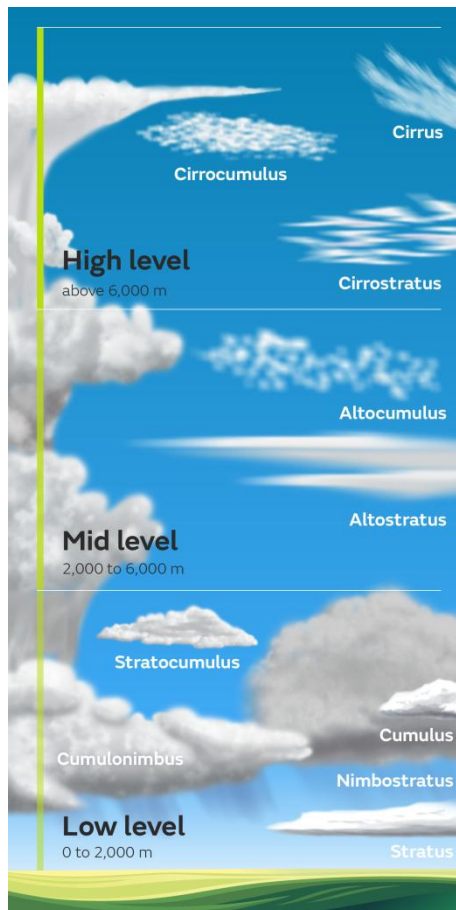 Cirrus
Cirrocumulus
High level
above 6,000 m
Cirrostratus
Altocumulus
Altostratus
Mid level
2,000 to 6,000 m
Stratocumulus
Cumulus
Cumulonimbus
Nimbostratus
Low level
0 to 2,000 m
Stratus